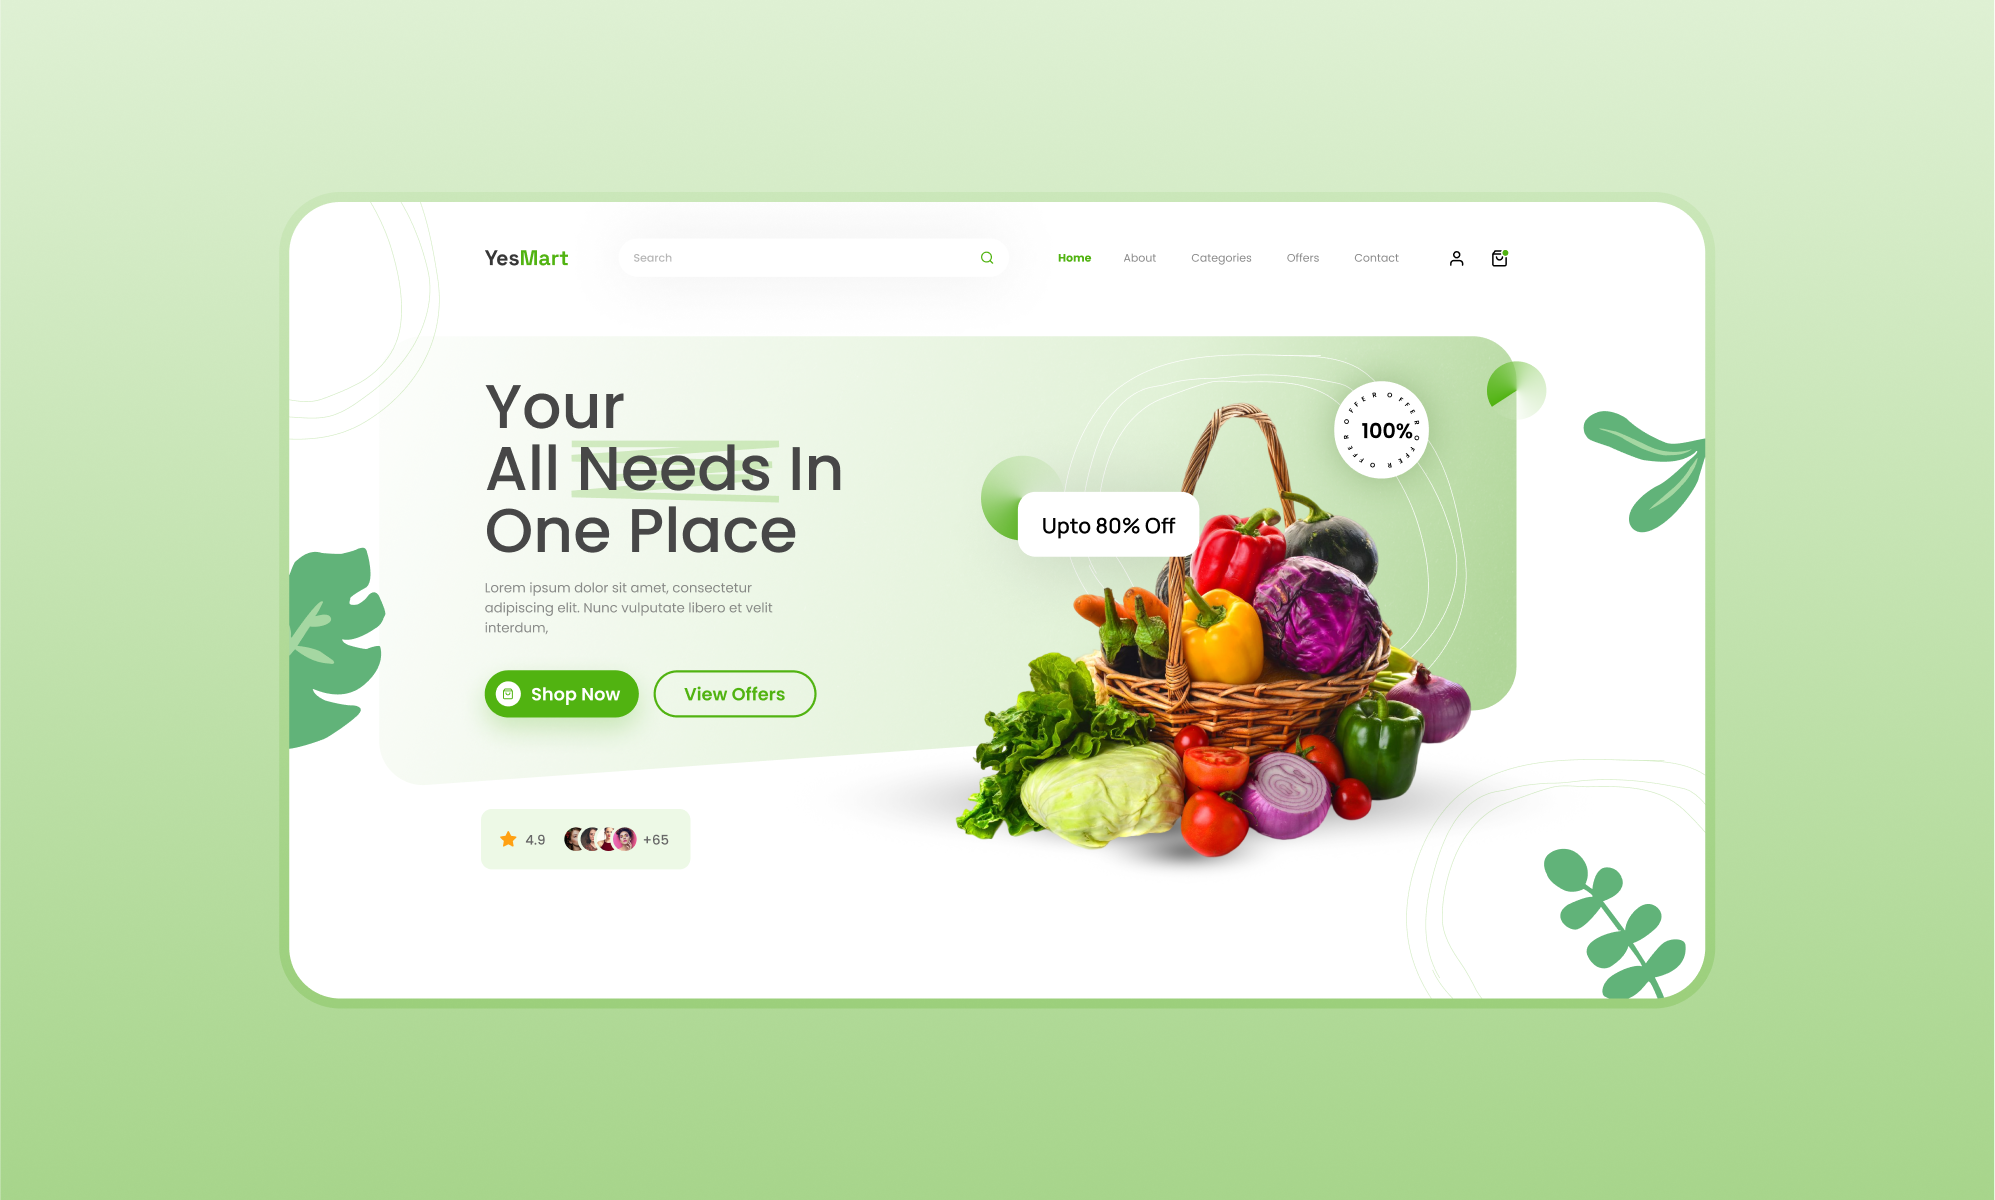 YesMart
Search
Home About Categories Offers Contact
Your
All Needs In
One Place
Lorem ipsum dolor sit amet, consectetur
adipiscing elit. Nunc vulputate libero et velit
interdum,
Shop Now
View Offers
4.9
+65
Upto 80% Off
OFFER OFFER OFFER OFFER
100%